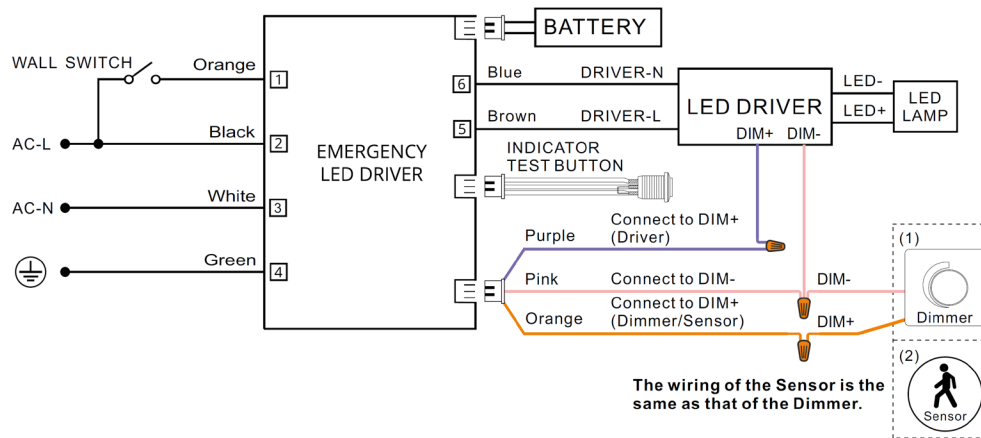 BATTERY
WALL SWITCH
Orange
1
AC-L
Black
2
AC-N
White
3
Green
4
EMERGENCY
LED DRIVER
6
Blue
DRIVER-N
5
Brown
DRIVER-L
LED DRIVER
DIM+
DIM-
LED-
LED+
LED
LAMP
INDICATOR
TEST BUTTON
Purple
Connect to DIM+
(Driver)
Pink
Connect to DIM-
DIM-
Orange
Connect to DIM+
(Dimmer/Sensor)
DIM+
(1)
Dimmer
(2)
Sensor
The wiring of the Sensor is the
same as that of the Dimmer.